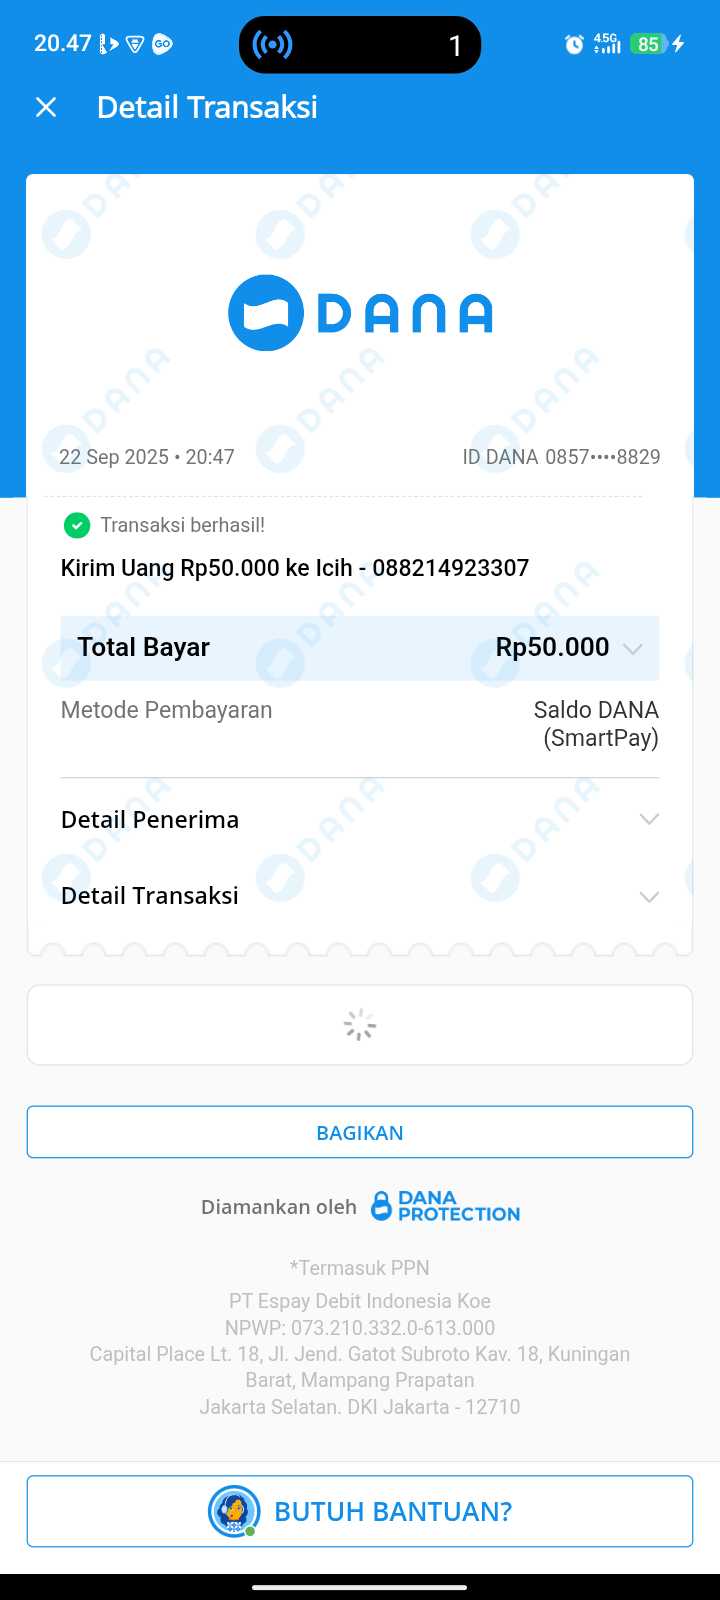 20.47
GO
1
4.5G
85
Detail Transaksi
DANA
22 Sep 2025 • 20:47
ID DANA 0857••••8829
Transaksi berhasil!
Kirim Uang Rp50.000 ke Icih - 088214923307
Total Bayar
Rp50.000
Metode Pembayaran
Saldo DANA
(SmartPay)
Detail Penerima
Detail Transaksi
BAGIKAN
Diamankan oleh
DANA
PROTECTION
*Termasuk PPN
PT Espay Debit Indonesia Koe
NPWP: 073.210.332.0-613.000
Capital Place Lt. 18, Jl. Jend. Gatot Subroto Kav. 18, Kuningan
Barat, Mampang Prapatan
Jakarta Selatan. DKI Jakarta - 12710
BUTUH BANTUAN?